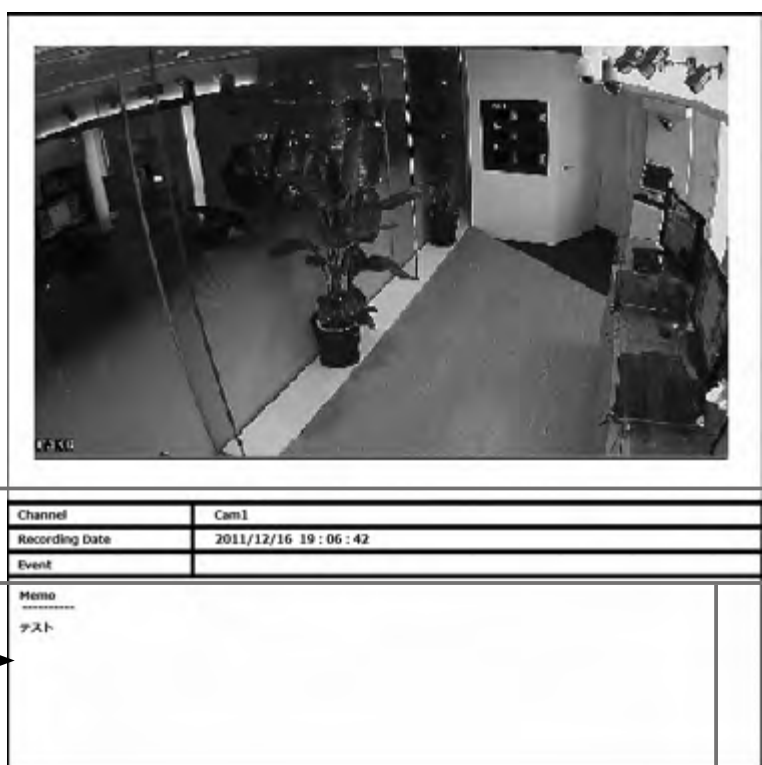 Channel Cam1
Recording Date 2011/12/16 19 : 06 : 42
Event
Memo
----------
テスト